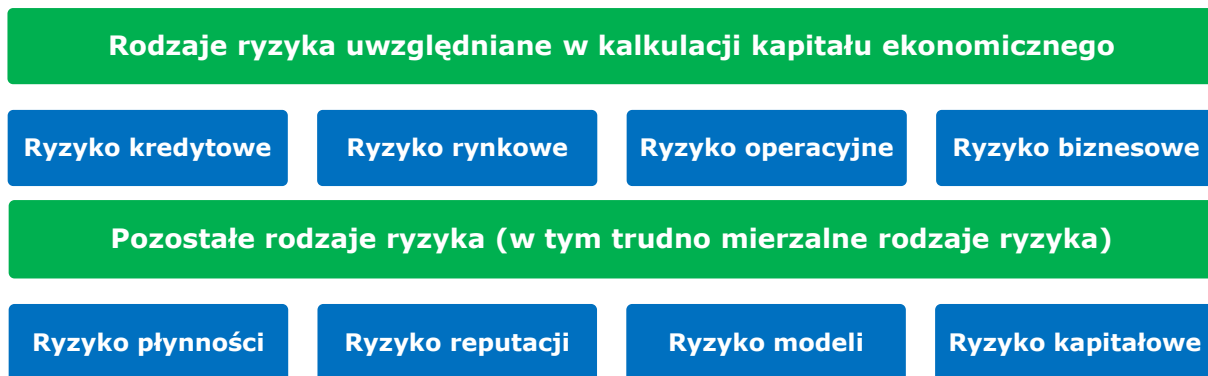 Rodzaje ryzyka uwzględniane w kalkulacji kapitału ekonomicznego
Ryzyko kredytowe
Ryzyko rynkowe
Ryzyko operacyjne
Ryzyko biznesowe
Pozostałe rodzaje ryzyka (w tym trudno mierzalne rodzaje ryzyka)
Ryzyko płynności
Ryzyko reputacji
Ryzyko modeli
Ryzyko kapitałowe